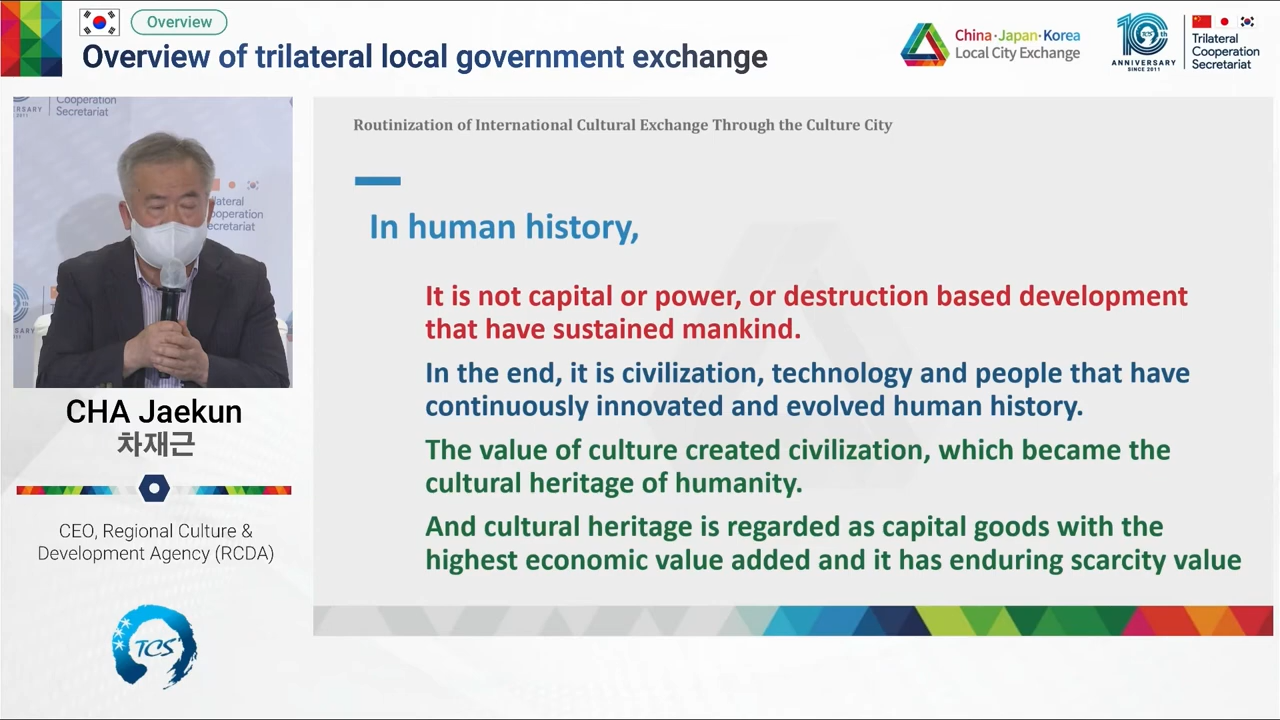 Overview
Overview of trilateral local government exchange
China·Japan·Korea
Local City Exchange
10th
TCS
ANNIVERSARY
SINCE 2011
Trilateral
Cooperation
Secretariat
Cooperation
Secretariat
Routinization of International Cultural Exchange Through the Culture City
In human history,
It is not capital or power, or destruction based development
that have sustained mankind.
In the end, it is civilization, technology and people that have
continuously innovated and evolved human history.
The value of culture created civilization, which became the
cultural heritage of humanity.
And cultural heritage is regarded as capital goods with the
highest economic value added and it has enduring scarcity value
CHA Jaekun
차재근
CEO, Regional Culture &
Development Agency (RCDA)
TCS